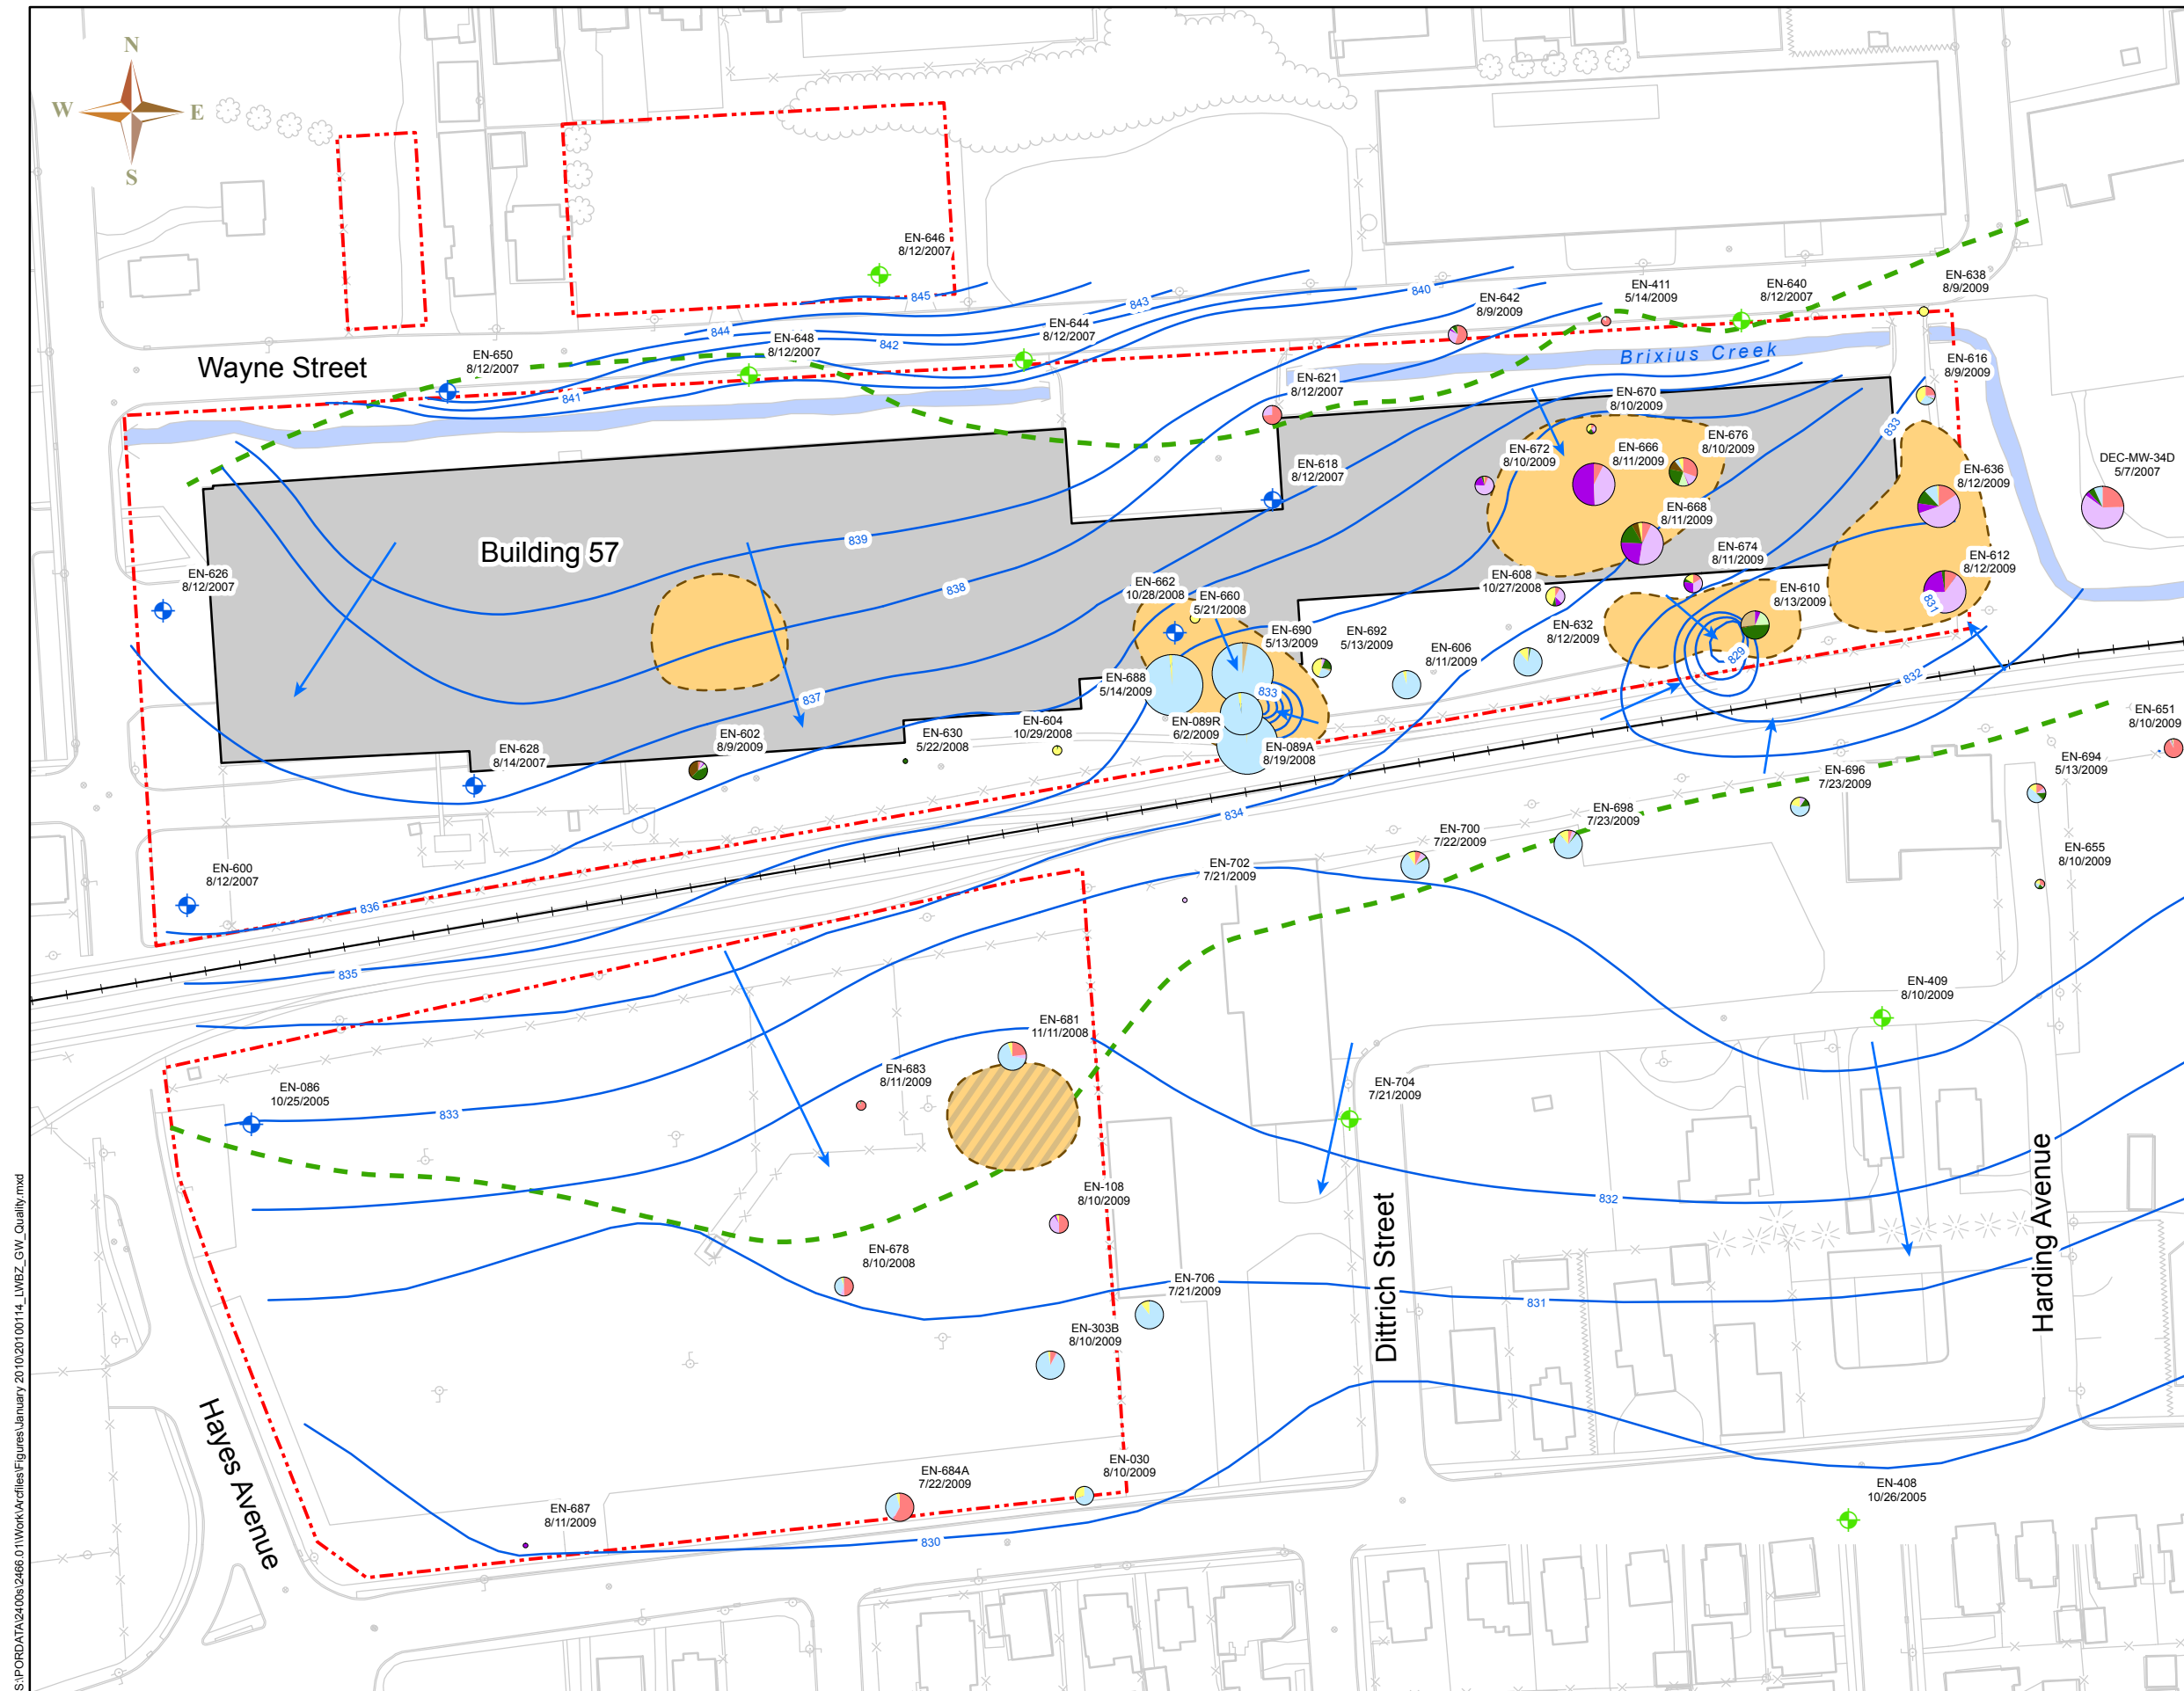 N
W
E
S
EN-646
8/12/2007
845
843
840
844
842
841
EN-644
8/12/2007
EN-648
8/12/2007
EN-650
8/12/2007
Wayne Street
EN-642
8/9/2009
EN-411
5/14/2009
EN-640
8/12/2007
EN-638
8/9/2009
Brixius Creek
EN-616
8/9/2009
EN-621
8/12/2007
EN-670
8/10/2009
833
EN-618
8/12/2007
EN-672
8/10/2009
EN-666
8/11/2009
EN-676
8/10/2009
DEC-MW-34D
5/7/2007
EN-636
8/12/2009
EN-668
8/11/2009
839
Building 57
838
837
EN-674
8/11/2009
EN-612
8/12/2009
831
EN-626
8/12/2007
EN-662
10/28/2008
EN-660
5/21/2008
EN-608
10/27/2008
EN-610
8/13/2009
EN-690
5/13/2009
EN-692
5/13/2009
EN-606
8/11/2009
EN-632
8/12/2009
829
832
EN-688
5/14/2009
833
EN-089R
6/2/2009
EN-089A
8/19/2008
EN-651
8/10/2009
EN-604
10/29/2008
EN-630
5/22/2008
EN-602
8/9/2009
EN-628
8/14/2007
EN-694
5/13/2009
EN-696
7/23/2009
EN-698
7/23/2009
834
EN-700
7/22/2009
EN-655
8/10/2009
EN-702
7/21/2009
EN-600
8/12/2007
836
835
EN-409
8/10/2009
EN-681
11/11/2008
EN-683
8/11/2009
EN-704
7/21/2009
EN-086
10/25/2005
833
EN-108
8/10/2009
832
EN-678
8/10/2008
EN-706
7/21/2009
831
EN-303B
8/10/2009
Dittrich Street
Harding Avenue
Hayes Avenue
EN-684A
7/22/2009
EN-030
8/10/2009
EN-408
10/26/2005
EN-687
8/11/2009
830
S:\PORDATA\2400s\2466.01\Work\Arcfiles\Figures\January 2010\20100114_LWBZ_GW_Quality.mxd